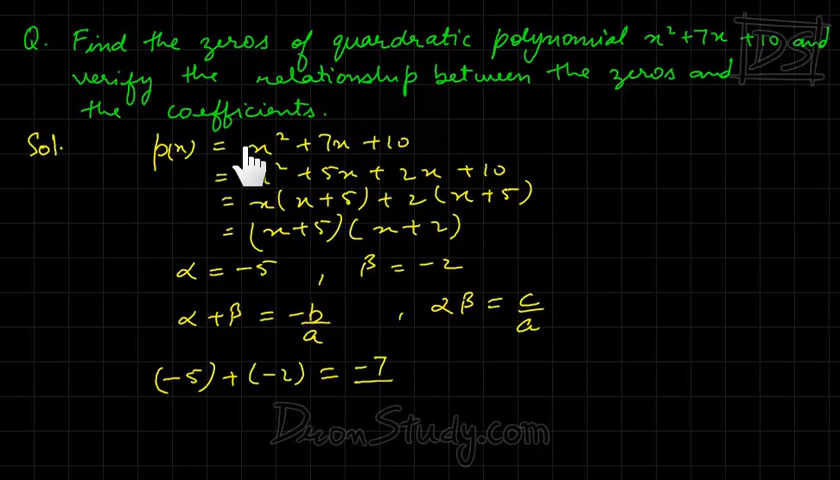 Q. Find the zeros of quardratic polynomial x² + 7x + 10 and
verify the relationship between the zeros and
the coefficients.
Sol. p(x) = x² + 7x + 10
= x² + 5x + 2x + 10
= x(x + 5) + 2(x + 5)
= (x + 5)(x + 2)
α = -5 , β = -2
α + β = -b/a , αβ = c/a
(-5) + (-2) = -7
DronStudy.com
DS